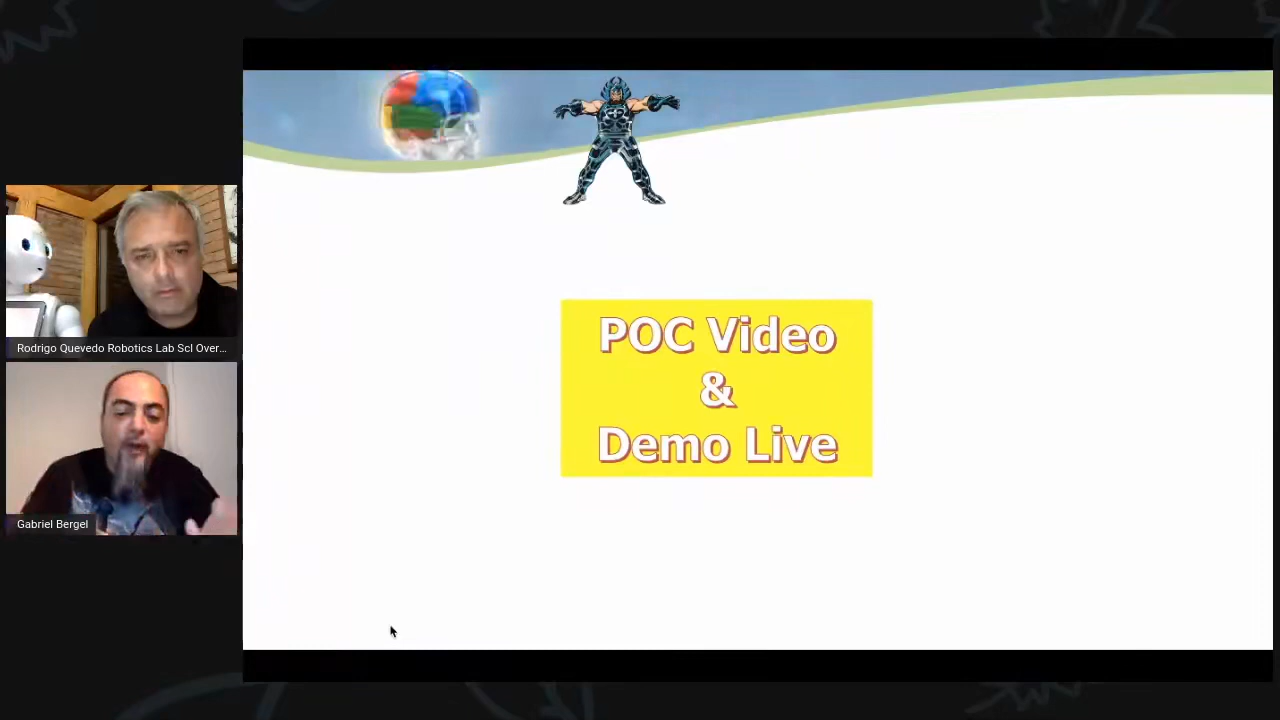 Rodrigo Quevedo Robotics Lab Scl Over...
Gabriel Bergel
POC Video
&
Demo Live